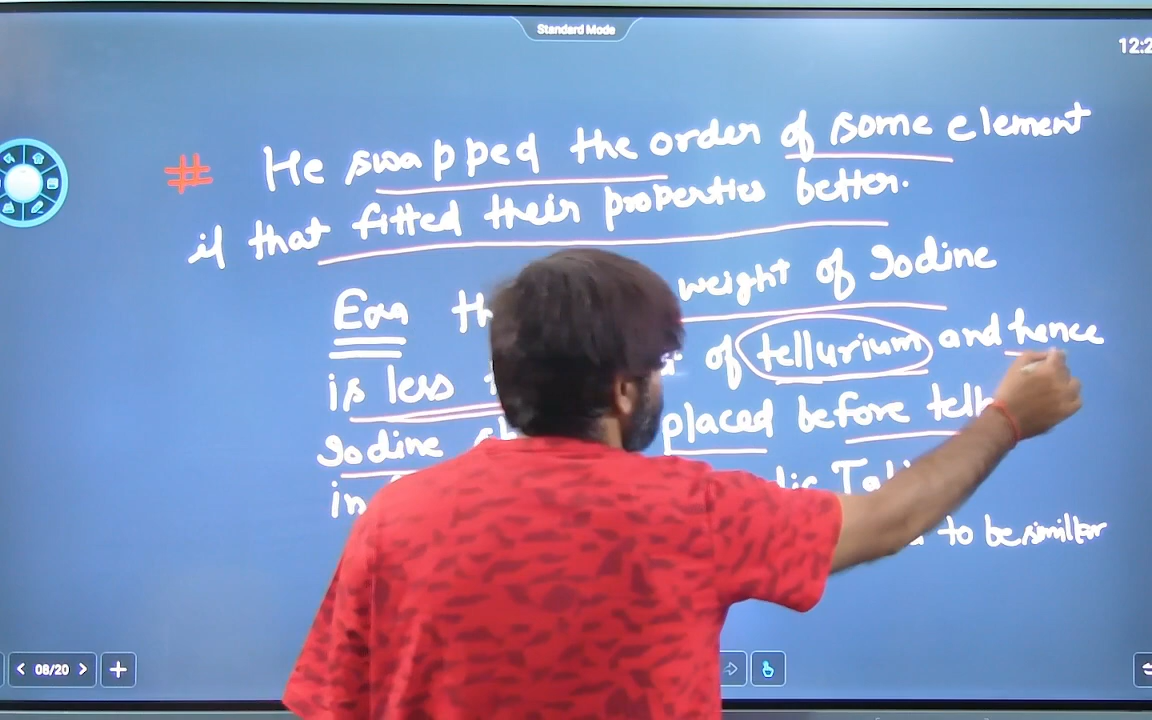 Standard Mode
12:2
# He swapped the order of some element
if that fitted their properties better.
Exa th weight of Iodine
is less of tellurium and hence
Iodine placed before tell
in
to be similar
08/20